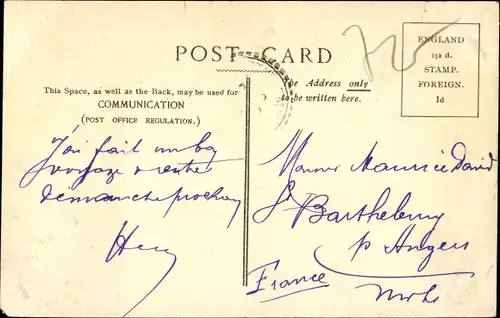 POST CARD
ENGLAND
1/2 d.
STAMP.
FOREIGN.
1d
This Space, as well as the Back, may be used for
COMMUNICATION
(POST OFFICE REGULATION.)
The Address only
to be written here.
J'ai fait un bon
voyage rentre
dimanche prochain
Monsieur Maurice David
St Barthelemy
p Angers
France